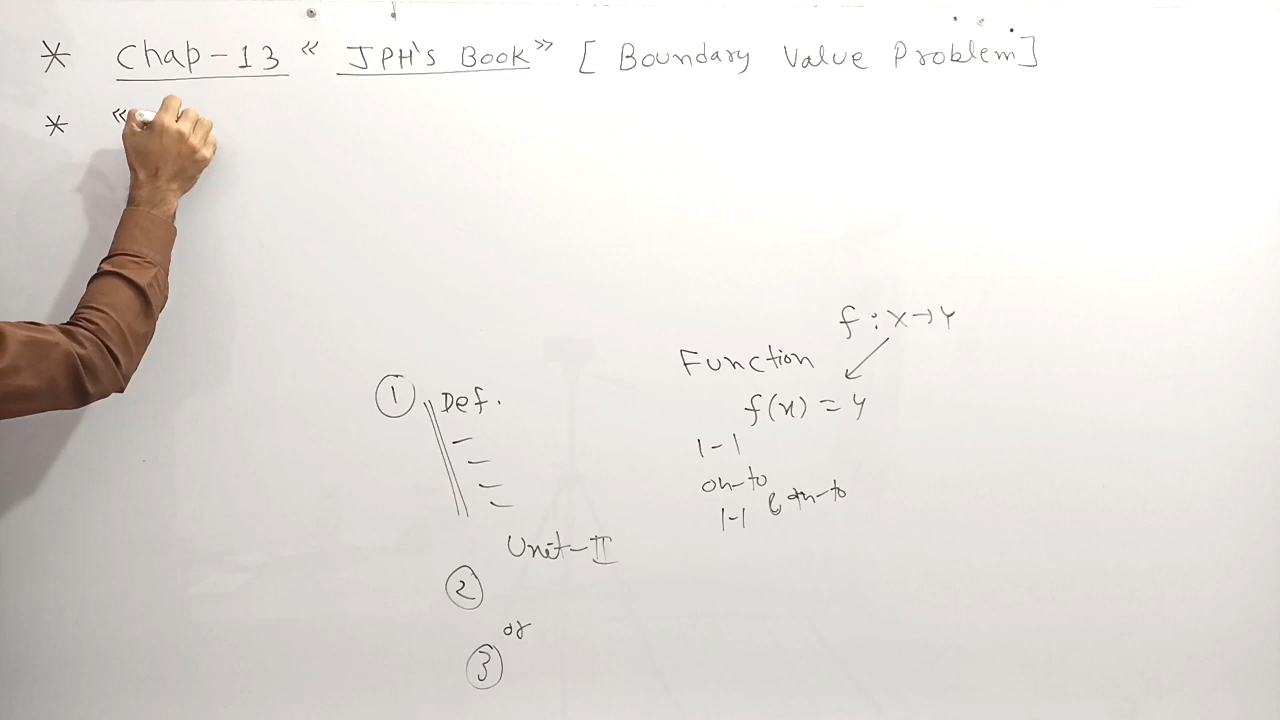 * Chap-13 « JPH's Book » [ Boundary Value Problem ]
* «
f : X → Y
Function
f(x) = y
1-1
on-to
1-1 & on-to
① Def.
Unit-II
②
or
③